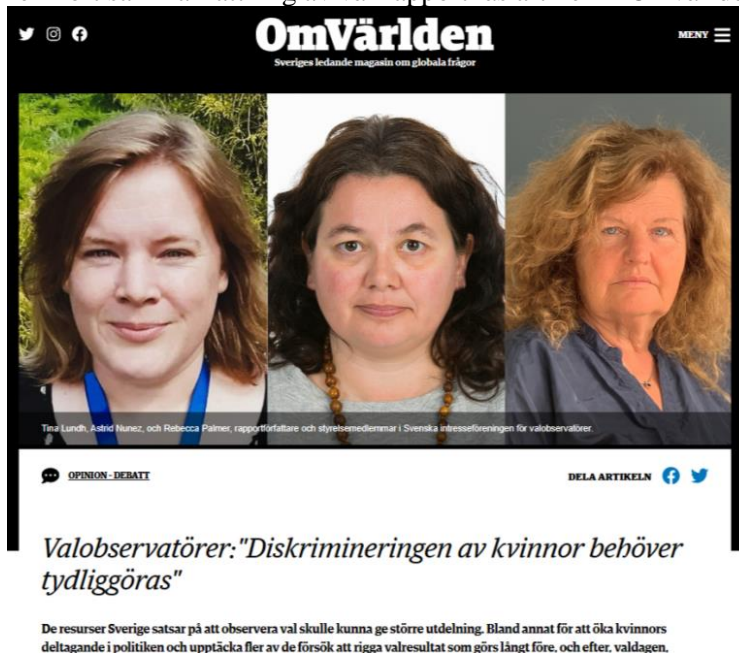 OmVärlden
MENY
Sveriges ledande magasin om globala frågor
Tina Lundh, Astrid Nunez, och Rebecca Palmer, rapportförfattare och styrelsemedlemmar i Svenska intresseföreningen för valobservatörer.
OPINION - DEBATT
DELA ARTIKELN
Valobservatörer:"Diskrimineringen av kvinnor behöver
tydliggöras"
De resurser Sverige satsar på att observera val skulle kunna ge större utdelning. Bland annat för att öka kvinnors
deltagande i politiken och upptäcka fler av de försök att rigga valresultat som görs långt före, och efter, valdagen,